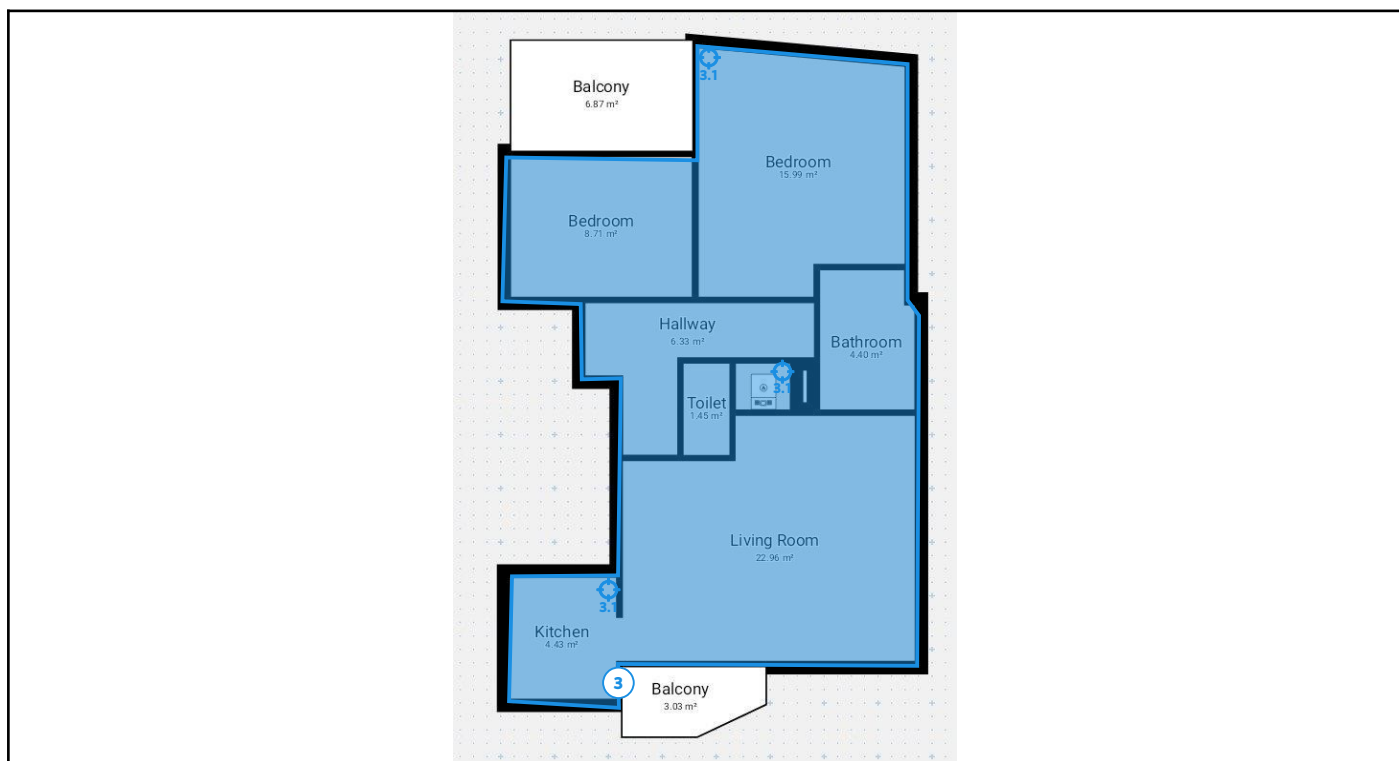 3.1
Balcony
6.87 m²
Bedroom
15.99 m²
Bedroom
8.71 m²
Hallway
6.33 m²
Bathroom
4.40 m²
3.1
Toilet
1.45 m²
Living Room
22.96 m²
3.1
Kitchen
4.43 m²
3
Balcony
3.03 m²